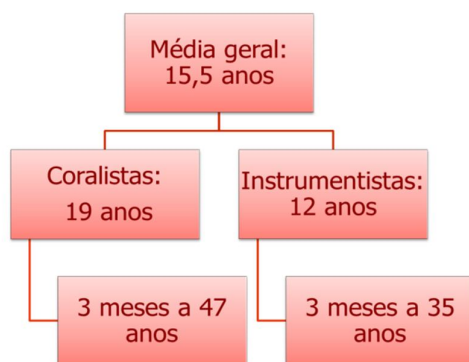 Média geral:
15,5 anos
Coralistas:
19 anos
Instrumentistas:
12 anos
3 meses a 47
anos
3 meses a 35
anos